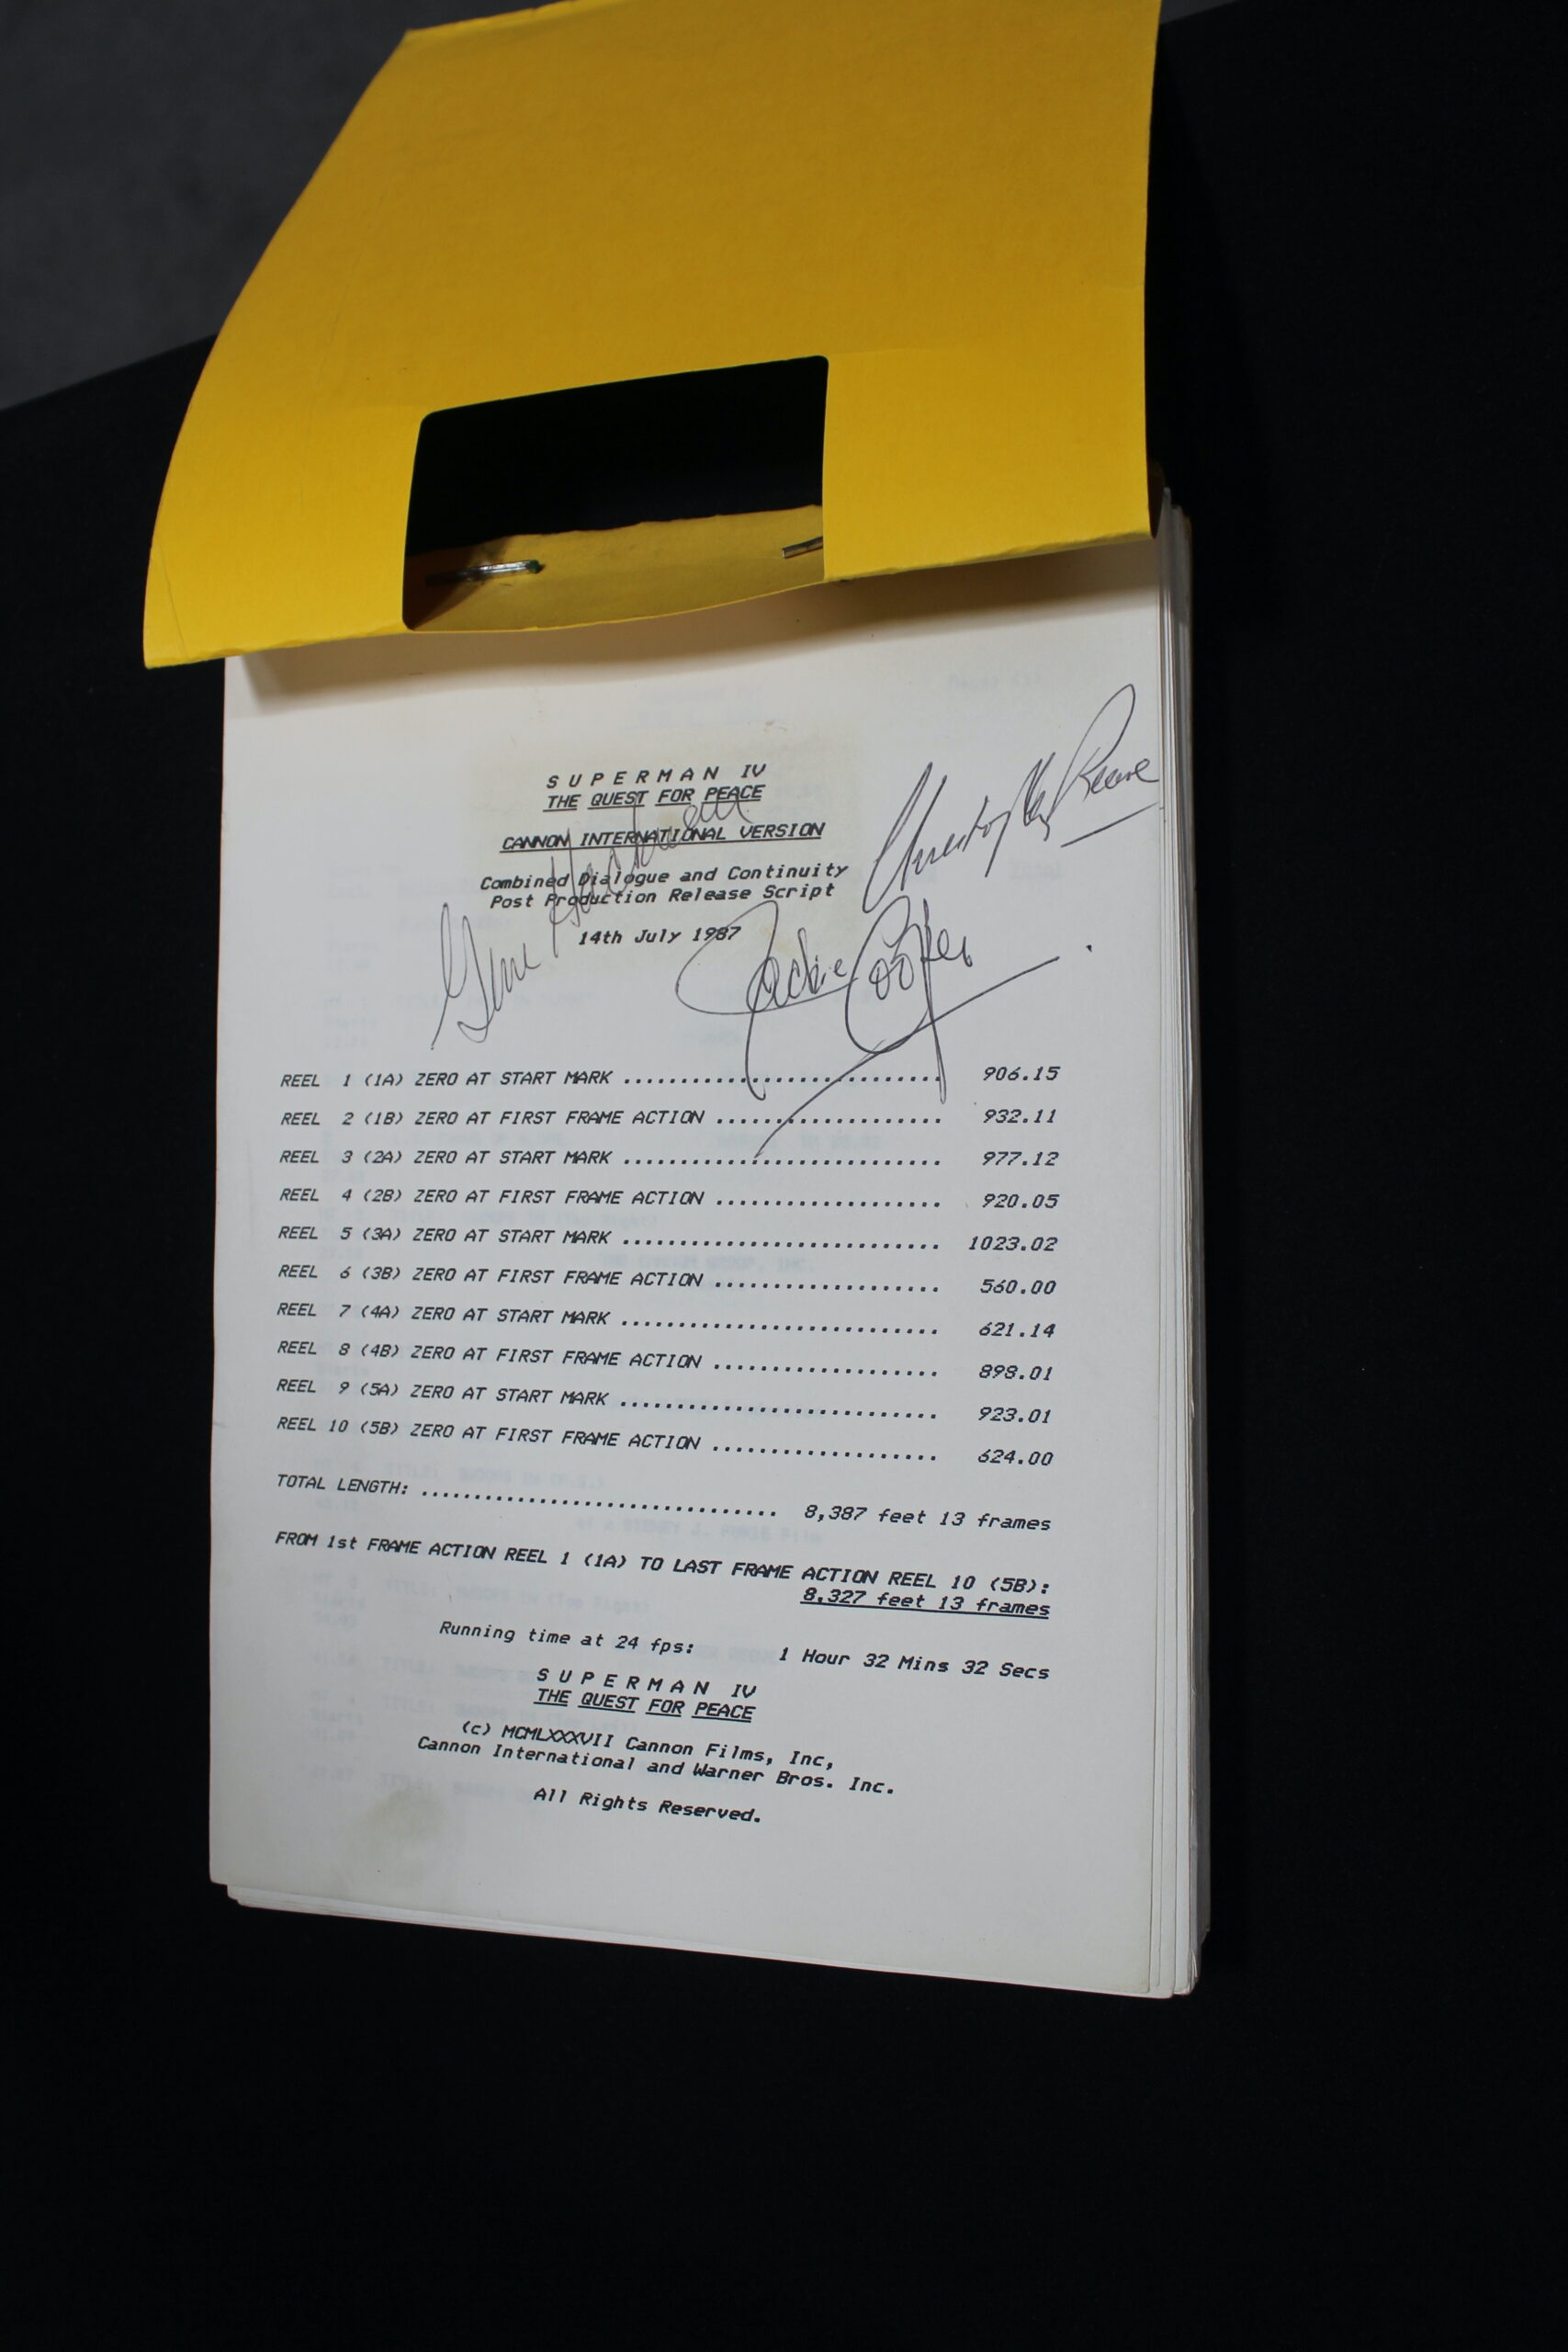 S U P E R M A N  IV
THE QUEST FOR PEACE
CANNON INTERNATIONAL VERSION
Combined Dialogue and Continuity
Post Production Release Script
14th July 1987
Gene Hackman
Christopher Reeve
Jackie Cooper
REEL 1 (1A) ZERO AT START MARK ............................ 906.15
REEL 2 (1B) ZERO AT FIRST FRAME ACTION .................... 932.11
REEL 3 (2A) ZERO AT START MARK ............................ 977.12
REEL 4 (2B) ZERO AT FIRST FRAME ACTION .................... 920.05
REEL 5 (3A) ZERO AT START MARK ............................ 1023.02
REEL 6 (3B) ZERO AT FIRST FRAME ACTION .................... 560.00
REEL 7 (4A) ZERO AT START MARK ............................ 621.14
REEL 8 (4B) ZERO AT FIRST FRAME ACTION .................... 898.01
REEL 9 (5A) ZERO AT START MARK ............................ 923.01
REEL 10 (5B) ZERO AT FIRST FRAME ACTION .................... 624.00
TOTAL LENGTH: ................................ 8,387 feet 13 frames
FROM 1st FRAME ACTION REEL 1 (1A) TO LAST FRAME ACTION REEL 10 (5B):
8,327 feet 13 frames
Running time at 24 fps: 1 Hour 32 Mins 32 Secs
S U P E R M A N  IV
THE QUEST FOR PEACE
(c) MCMLXXXVII Cannon Films, Inc,
Cannon International and Warner Bros. Inc.
All Rights Reserved.